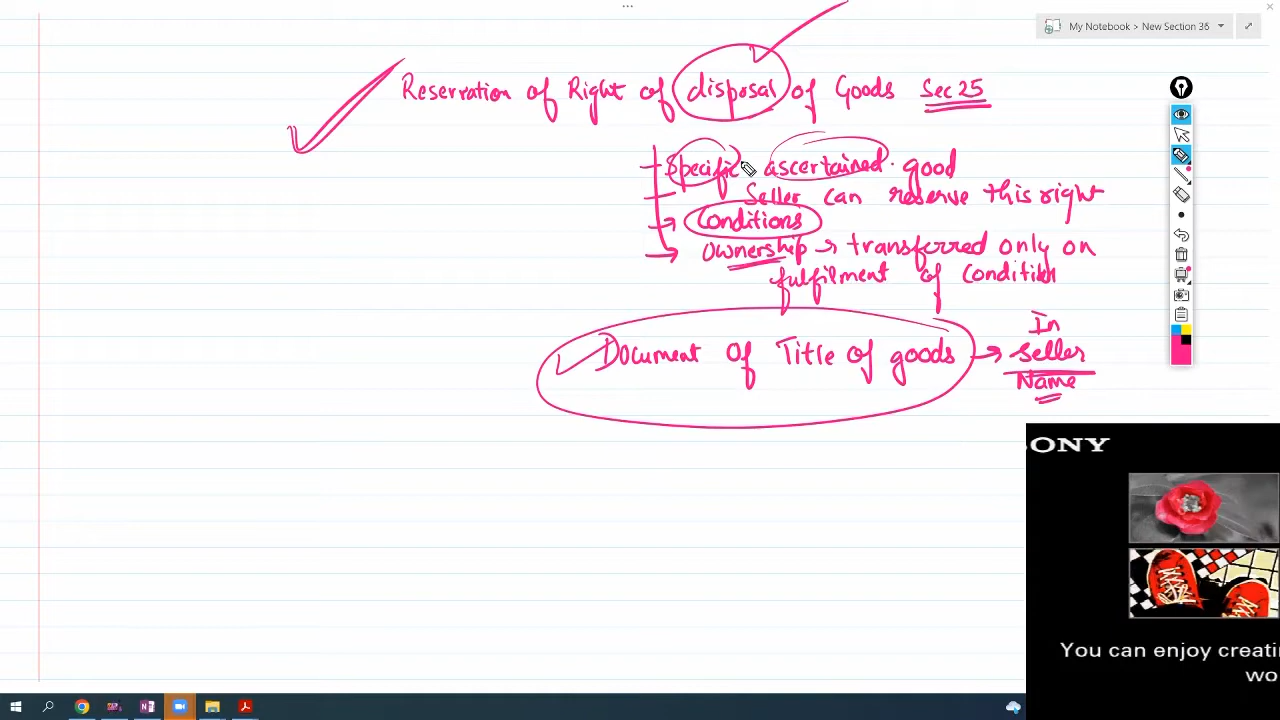 My Notebook > New Section 36
Reservation of Right of disposal of Goods Sec 25
Specific ascertained good
Seller can reserve this right
Conditions
Ownership → transferred only on
fulfilment of Condition
Document Of Title of goods → In
Seller
Name
ONY
You can enjoy creati
wo